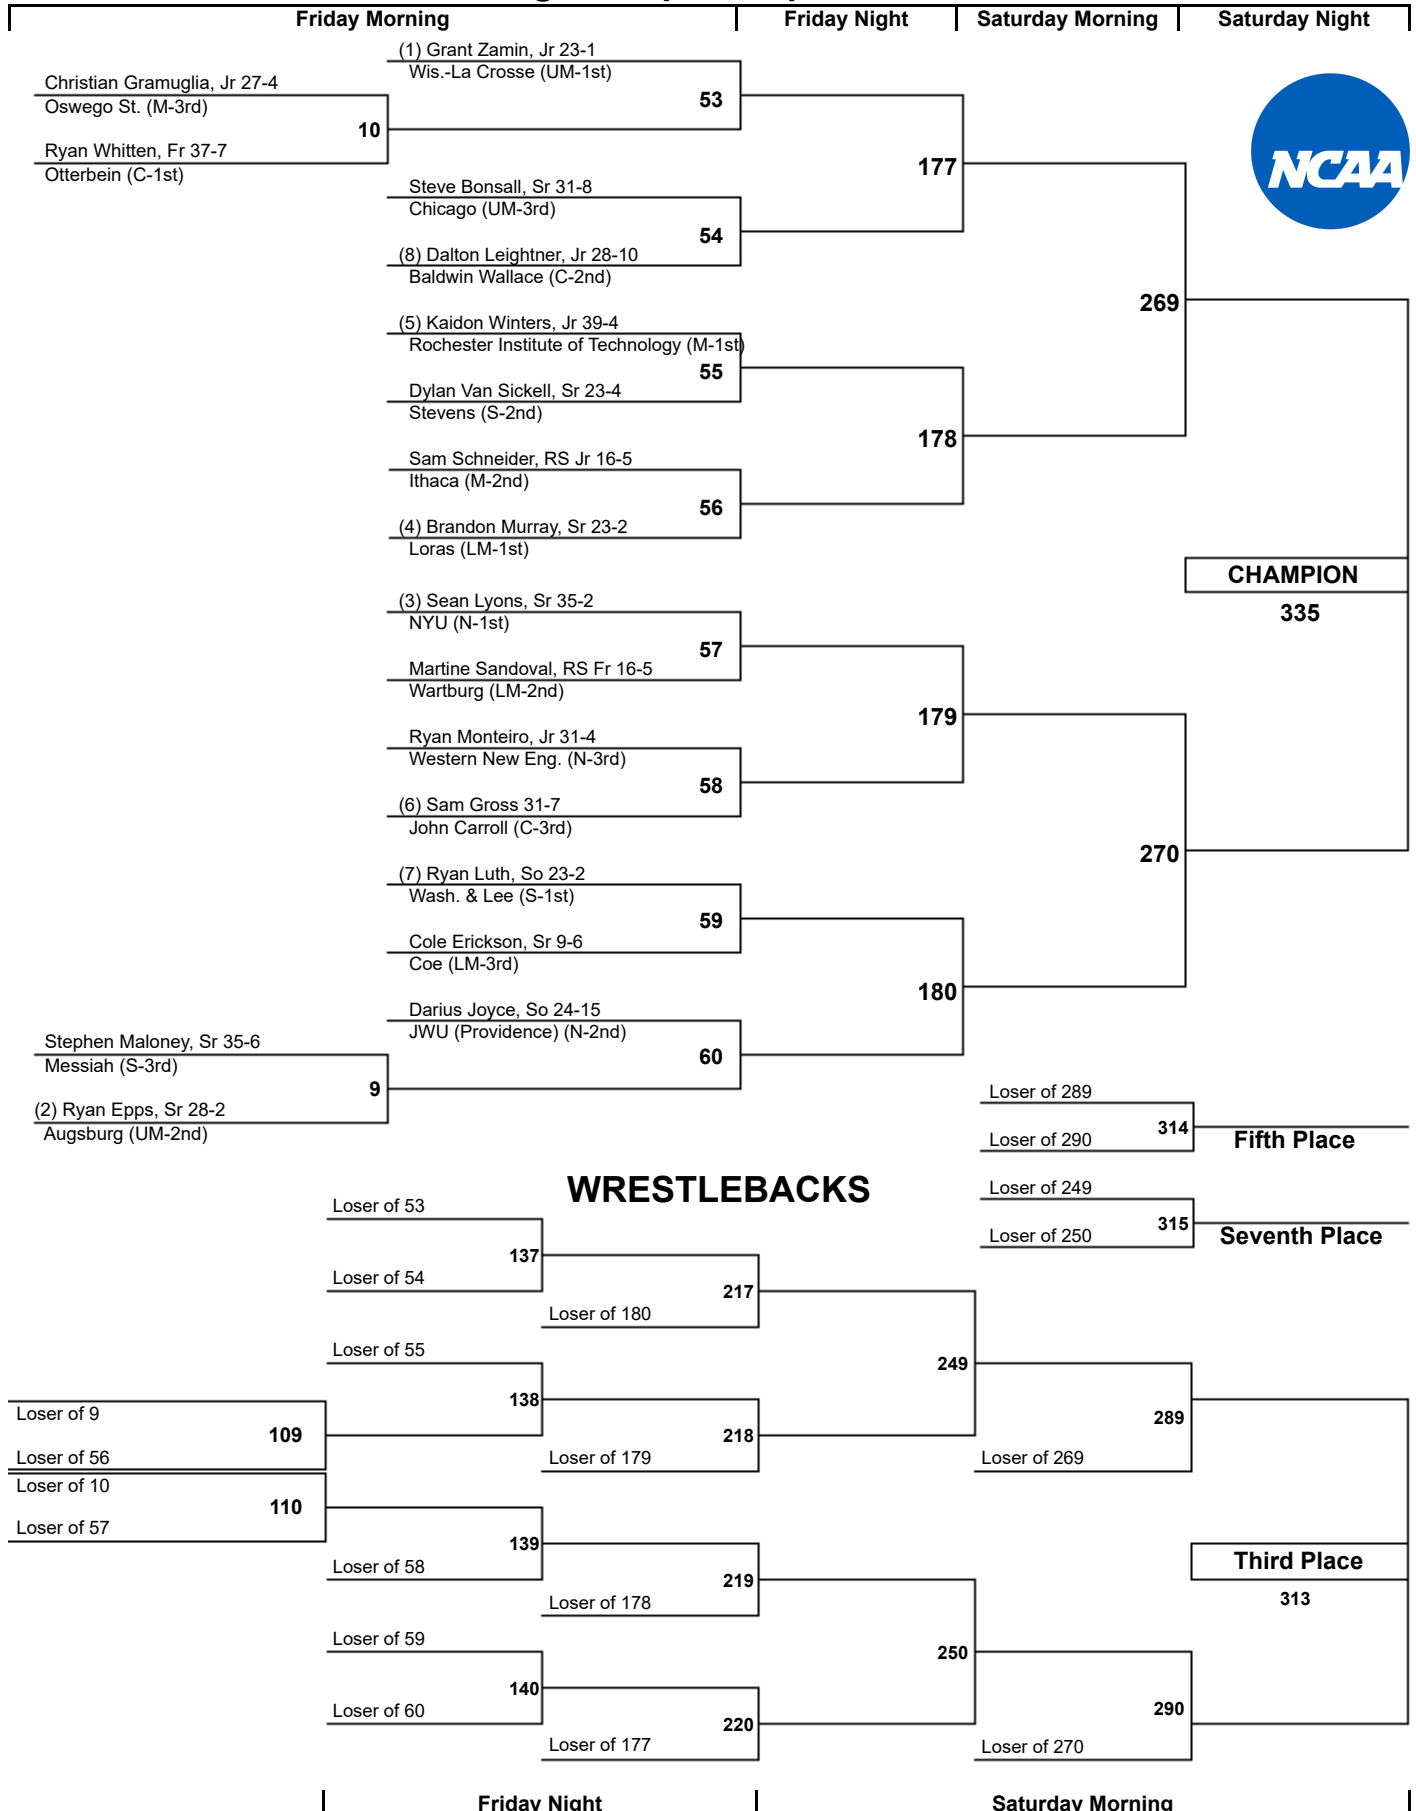 Friday Morning
Friday Night
Saturday Morning
Saturday Night
(1) Grant Zamin, Jr 23-1
Wis.-La Crosse (UM-1st)
53
Christian Gramuglia, Jr 27-4
Oswego St. (M-3rd)
10
Ryan Whitten, Fr 37-7
Otterbein (C-1st)
NCAA
177
Steve Bonsall, Sr 31-8
Chicago (UM-3rd)
54
(8) Dalton Leightner, Jr 28-10
Baldwin Wallace (C-2nd)
269
(5) Kaidon Winters, Jr 39-4
Rochester Institute of Technology (M-1st)
55
Dylan Van Sickell, Sr 23-4
Stevens (S-2nd)
178
Sam Schneider, RS Jr 16-5
Ithaca (M-2nd)
56
(4) Brandon Murray, Sr 23-2
Loras (LM-1st)
CHAMPION
335
(3) Sean Lyons, Sr 35-2
NYU (N-1st)
57
Martine Sandoval, RS Fr 16-5
Wartburg (LM-2nd)
179
Ryan Monteiro, Jr 31-4
Western New Eng. (N-3rd)
58
(6) Sam Gross 31-7
John Carroll (C-3rd)
270
(7) Ryan Luth, So 23-2
Wash. & Lee (S-1st)
59
Cole Erickson, Sr 9-6
Coe (LM-3rd)
180
Darius Joyce, So 24-15
JWU (Providence) (N-2nd)
60
Stephen Maloney, Sr 35-6
Messiah (S-3rd)
9
(2) Ryan Epps, Sr 28-2
Augsburg (UM-2nd)
Loser of 289
314
Loser of 290
Fifth Place
WRESTLEBACKS
Loser of 249
315
Loser of 250
Seventh Place
Loser of 53
137
Loser of 54
217
Loser of 180
Loser of 55
249
138
Loser of 9
109
Loser of 56
218
Loser of 179
289
Loser of 269
Loser of 10
110
Loser of 57
139
Loser of 58
219
Loser of 178
Third Place
313
Loser of 59
250
140
Loser of 60
220
Loser of 177
290
Loser of 270
Friday Night
Saturday Morning